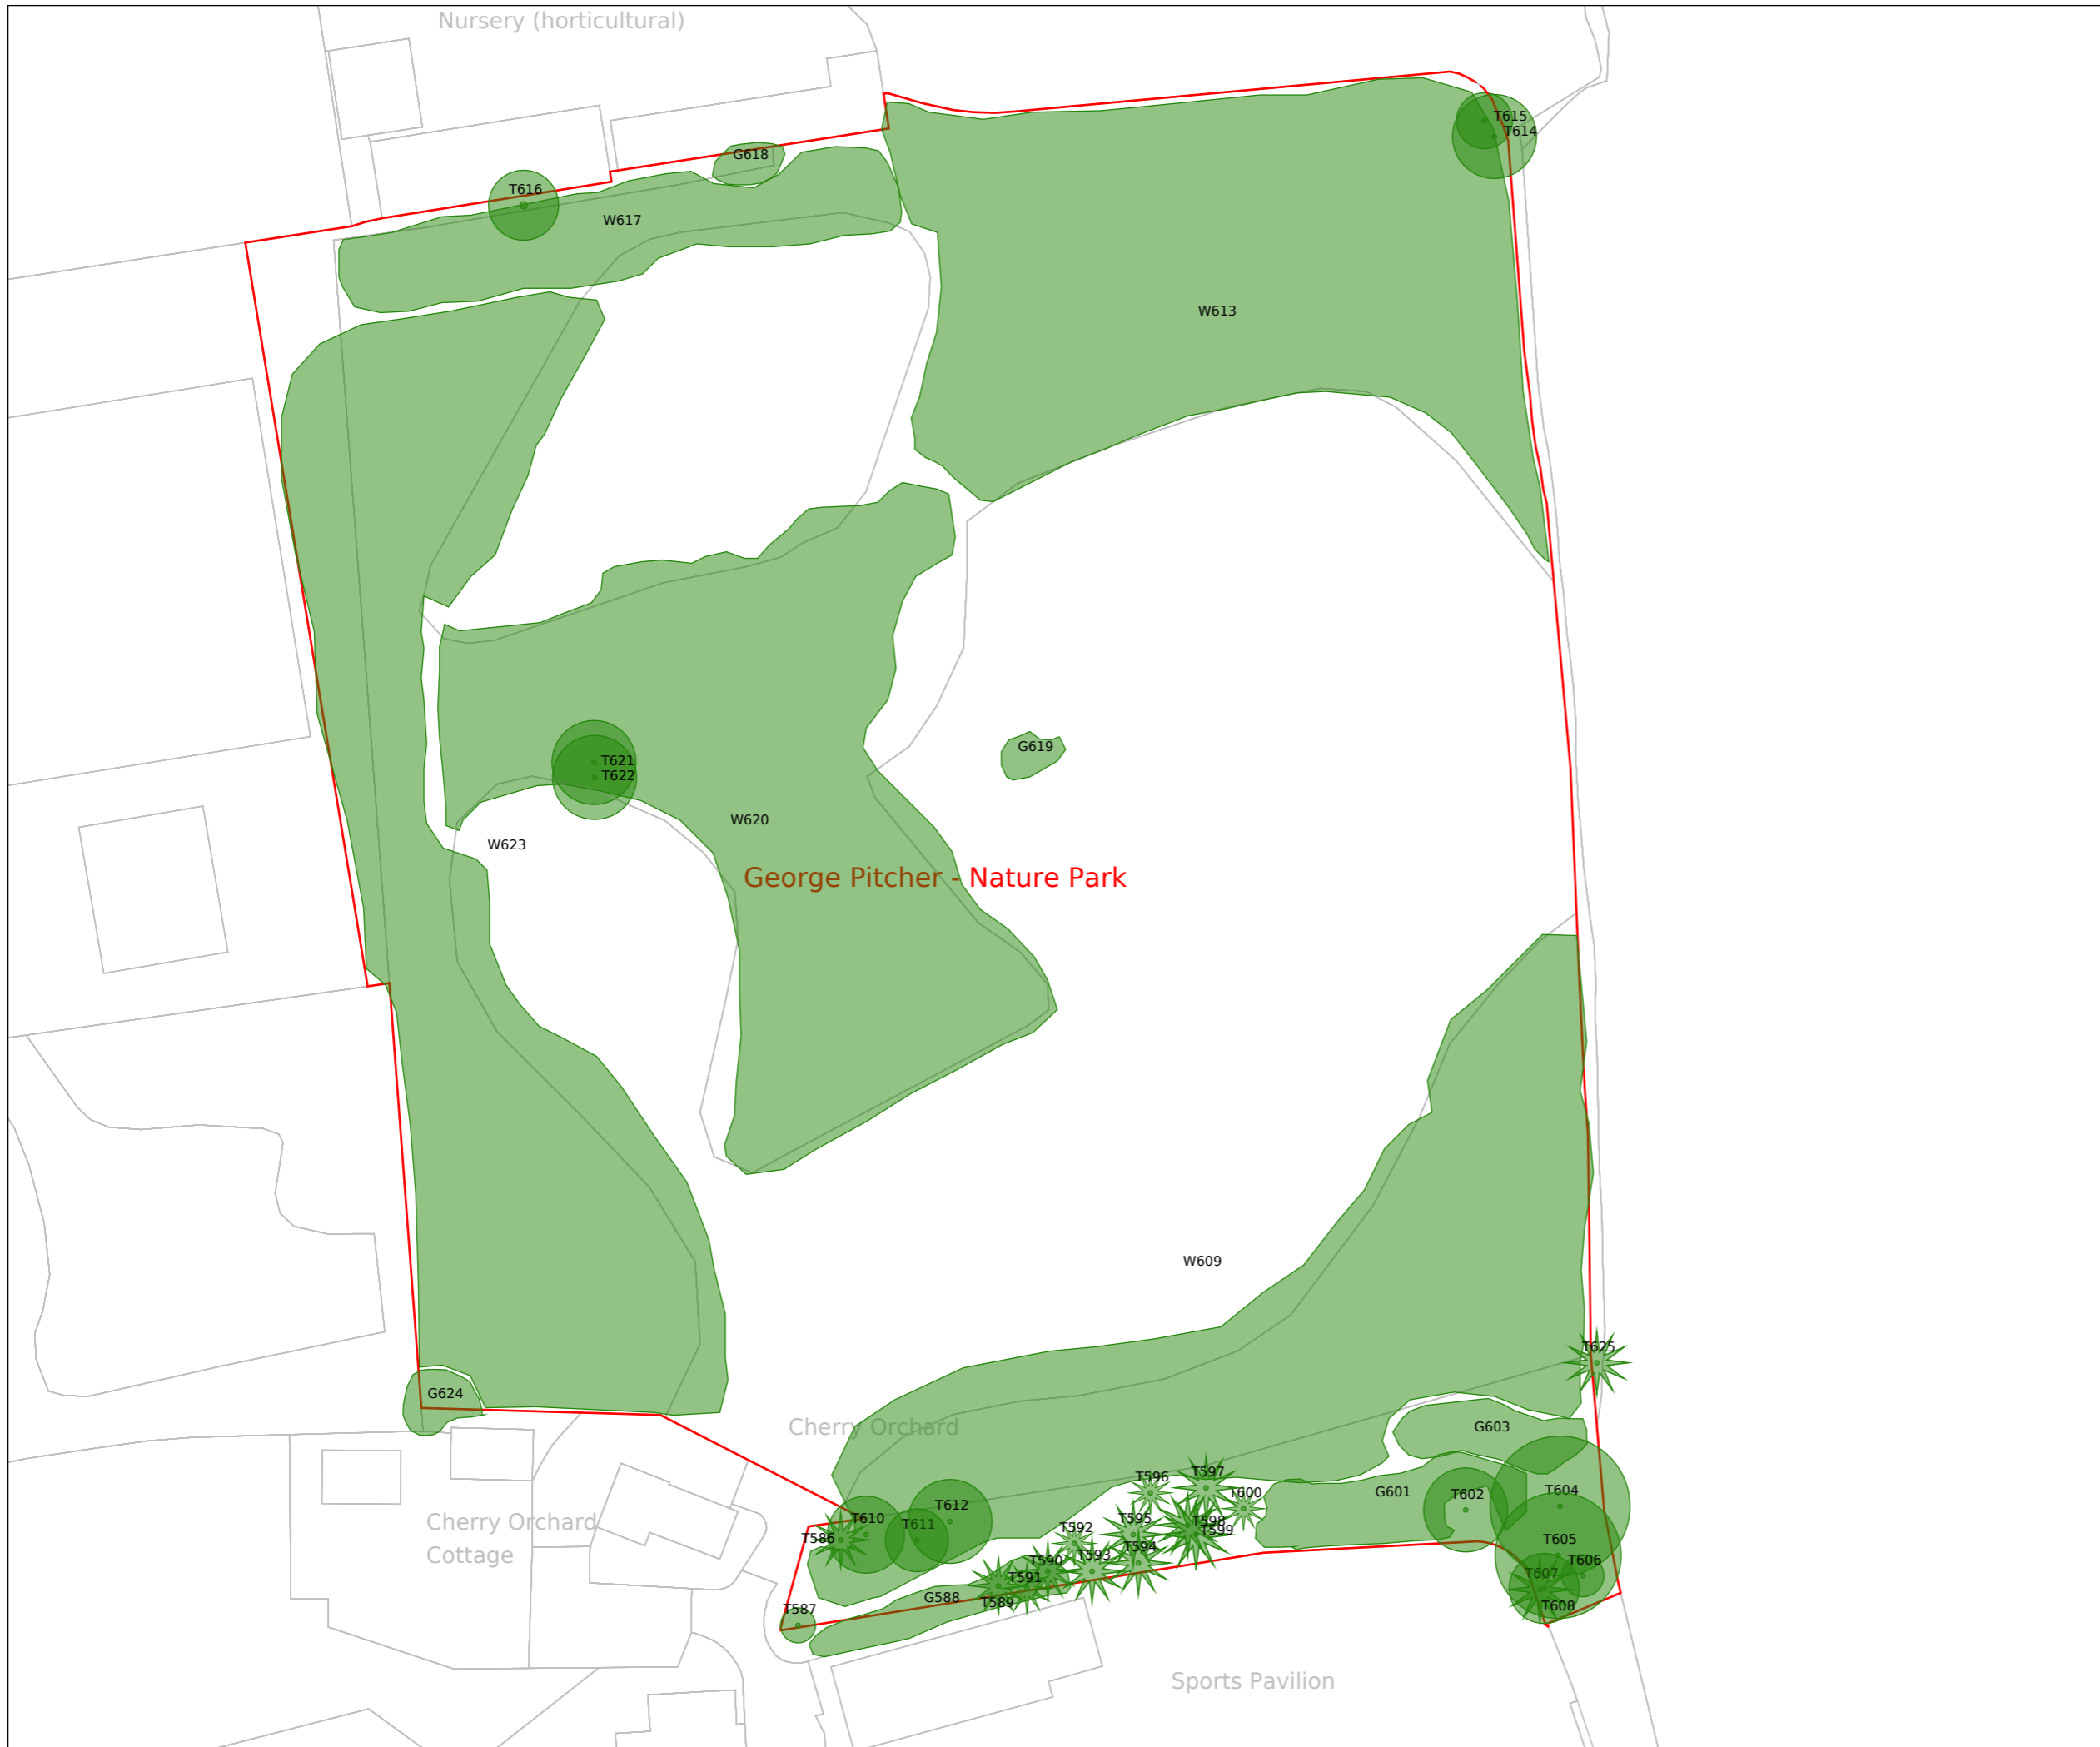 Nursery (horticultural)
T615
T614
G618
T616
W617
W613
G619
T621
T622
W620
W623
George Pitcher - Nature Park
W609
T625
G624
Cherry Orchard
G603
T597
T596
T600
G601
T602
T604
T612
T610
T611
T586
T595
T598
T599
T592
T594
T593
T590
T591
T589
G588
T587
T605
T606
T607
T608
Cherry Orchard
Cottage
Sports Pavilion